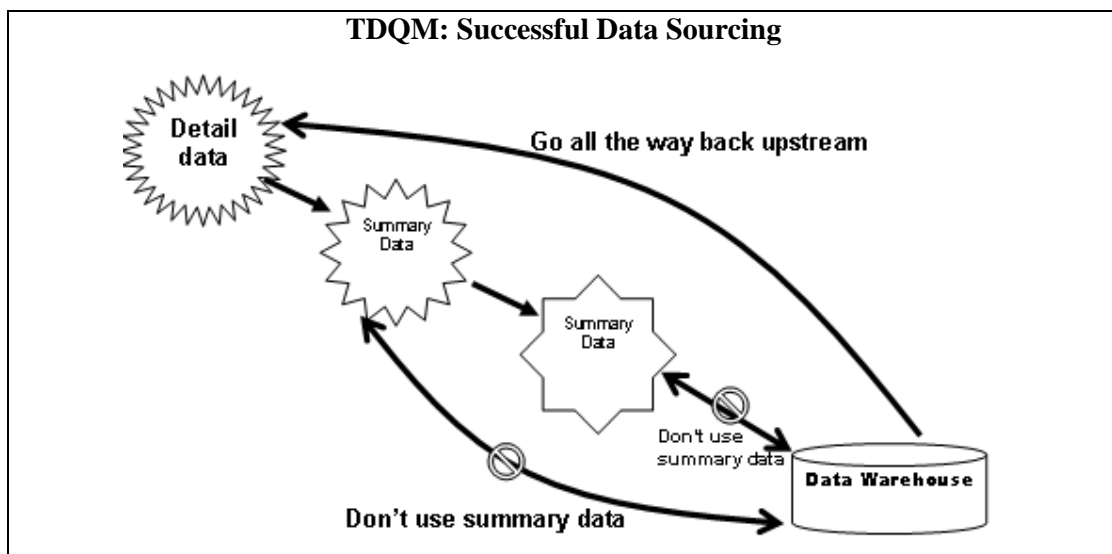 TDQM: Successful Data Sourcing
Detail
data
Go all the way back upstream
Summary
Data
Summary
Data
Don't use
summary data
Data Warehouse
Don't use summary data